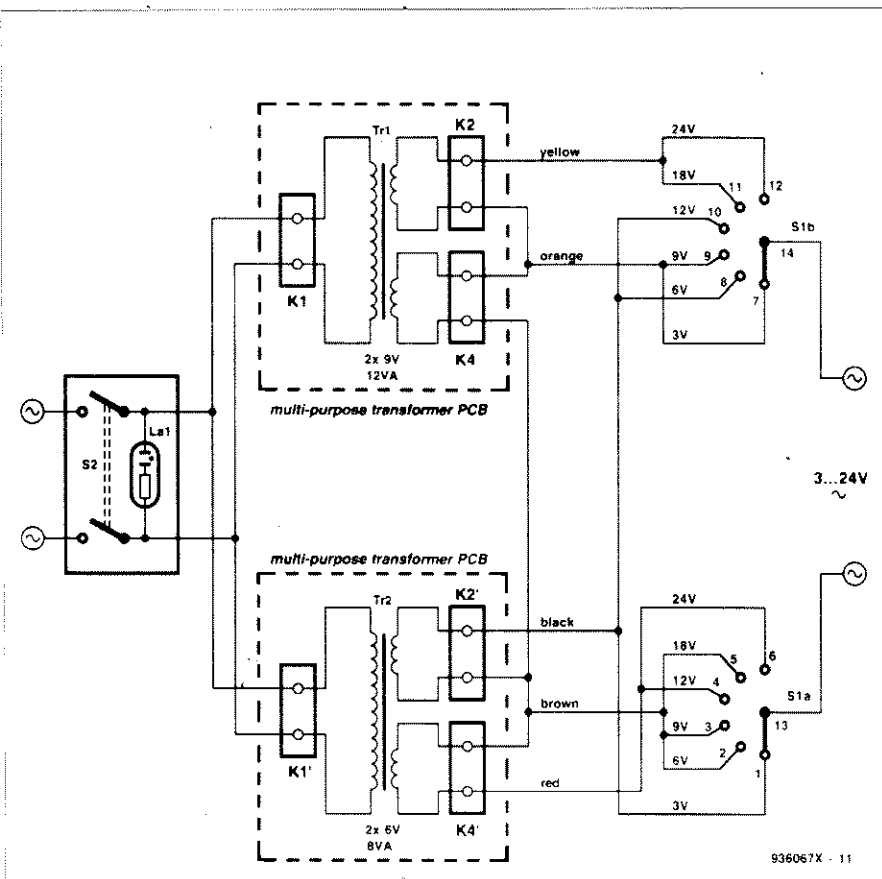 K2
Tr1
yellow
24V
18V
11
12
12V
10
S1b
K1
orange
9V
9
14
6V
8
7
3V
K4
2x 9V
12VA
multi-purpose transformer PCB
La1
S2
3...24V
~
multi-purpose transformer PCB
K2'
Tr2
black
24V
18V
5
6
12V
4
S1a
brown
9V
3
13
K1'
6V
2
1
red
3V
2x 6V
8VA
K4'
936067X - 11